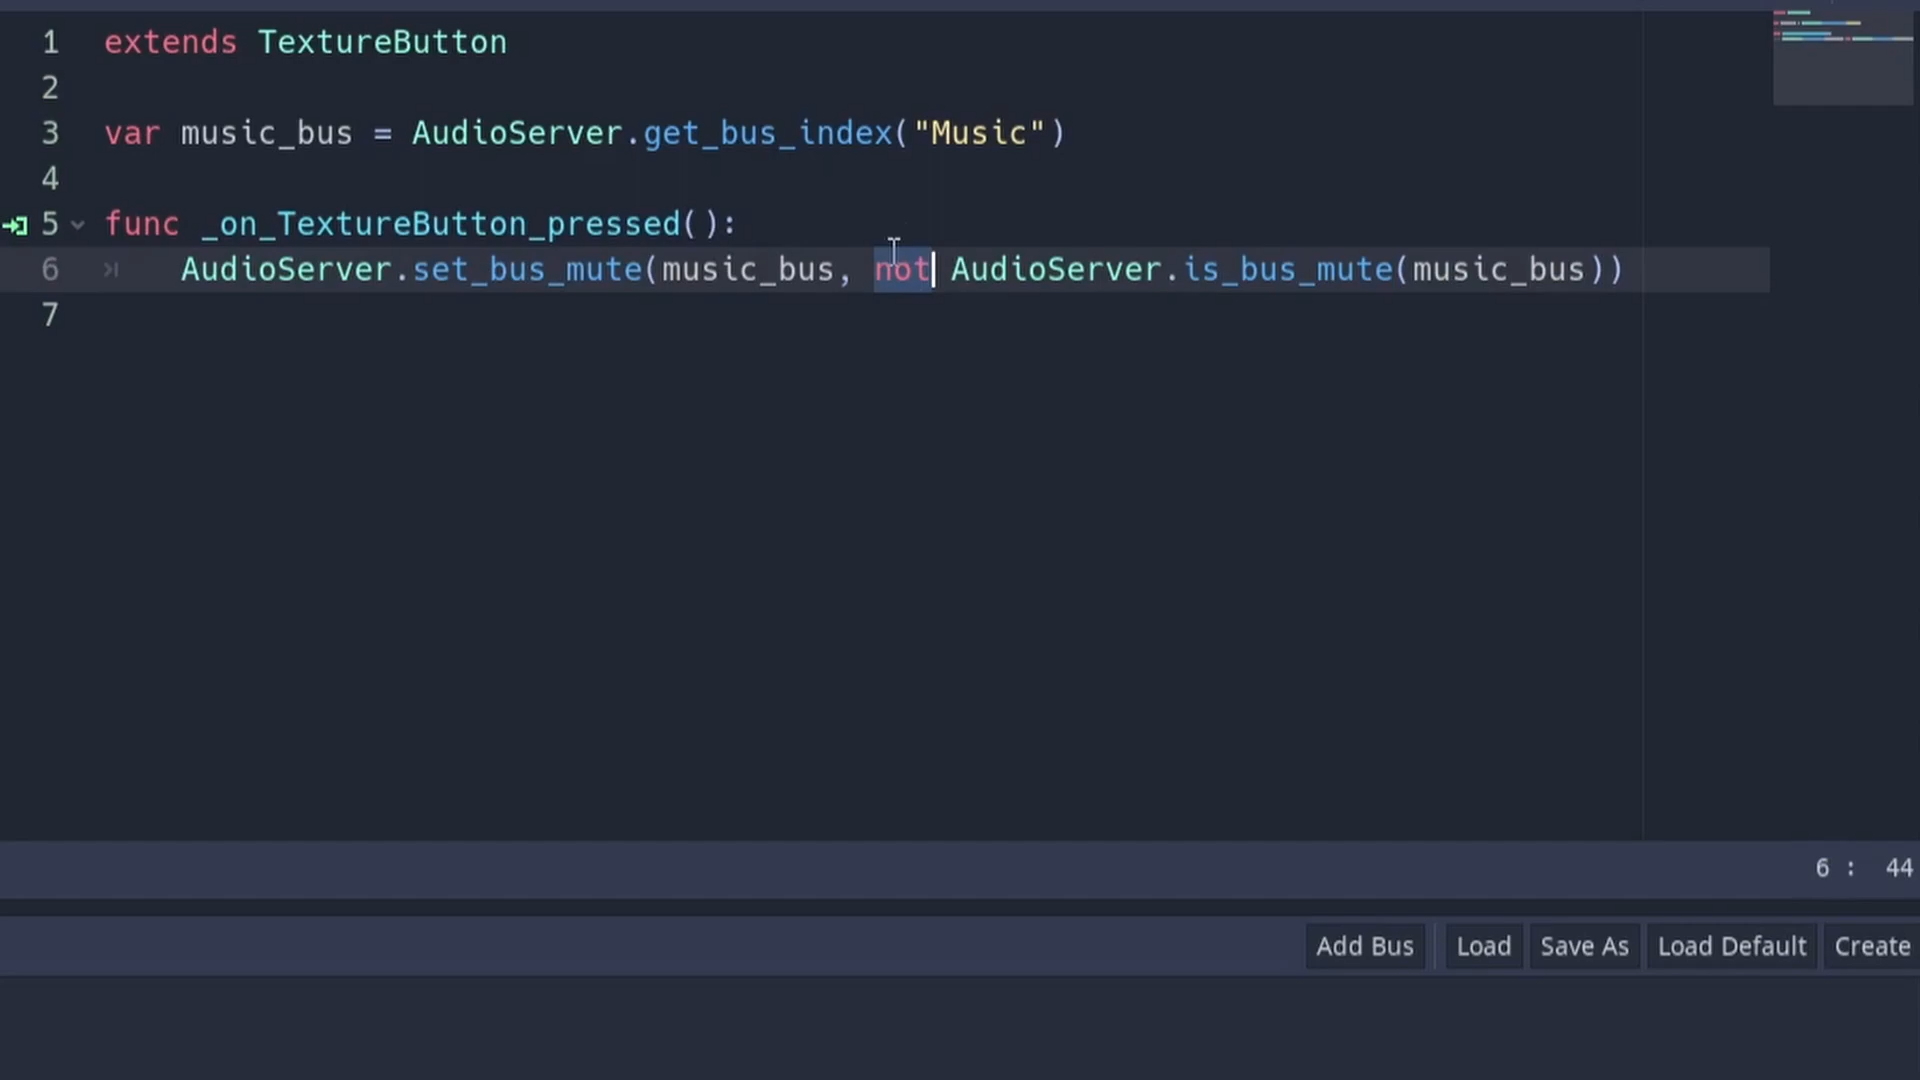 1 extends TextureButton
2
3 var music_bus = AudioServer.get_bus_index("Music")
4
5 func _on_TextureButton_pressed():
6 AudioServer.set_bus_mute(music_bus, not AudioServer.is_bus_mute(music_bus))
7
6 : 44
Add Bus Load Save As Load Default Create